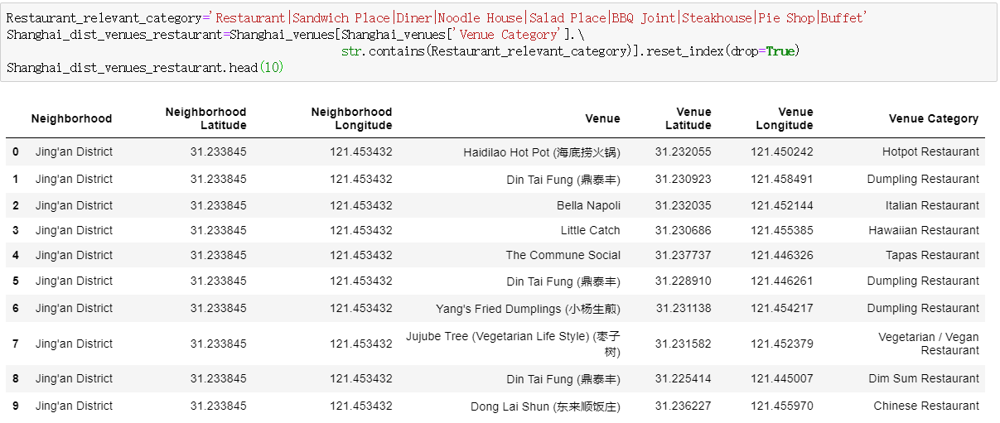 Restaurant_relevant_category='Restaurant|Sandwich Place|Diner|Noodle House|Salad Place|BBQ Joint|Steakhouse|Pie Shop|Buffet'
Shanghai_dist_venues_restaurant=Shanghai_venues[Shanghai_venues['Venue Category'].\
str.contains(Restaurant_relevant_category)].reset_index(drop=True)
Shanghai_dist_venues_restaurant.head(10)
Neighborhood Neighborhood Latitude Neighborhood Longitude Venue Venue Latitude Venue Longitude Venue Category
0 Jing'an District 31.233845 121.453432 Haidilao Hot Pot (海底捞火锅) 31.232055 121.450242 Hotpot Restaurant
1 Jing'an District 31.233845 121.453432 Din Tai Fung (鼎泰丰) 31.230923 121.458491 Dumpling Restaurant
2 Jing'an District 31.233845 121.453432 Bella Napoli 31.232035 121.452144 Italian Restaurant
3 Jing'an District 31.233845 121.453432 Little Catch 31.230686 121.455385 Hawaiian Restaurant
4 Jing'an District 31.233845 121.453432 The Commune Social 31.237737 121.446326 Tapas Restaurant
5 Jing'an District 31.233845 121.453432 Din Tai Fung (鼎泰丰) 31.228910 121.446261 Dumpling Restaurant
6 Jing'an District 31.233845 121.453432 Yang's Fried Dumplings (小杨生煎) 31.231138 121.454217 Dumpling Restaurant
7 Jing'an District 31.233845 121.453432 Jujube Tree (Vegetarian Life Style) (枣子树) 31.231582 121.452379 Vegetarian / Vegan Restaurant
8 Jing'an District 31.233845 121.453432 Din Tai Fung (鼎泰丰) 31.225414 121.445007 Dim Sum Restaurant
9 Jing'an District 31.233845 121.453432 Dong Lai Shun (东来顺饭庄) 31.236227 121.455970 Chinese Restaurant